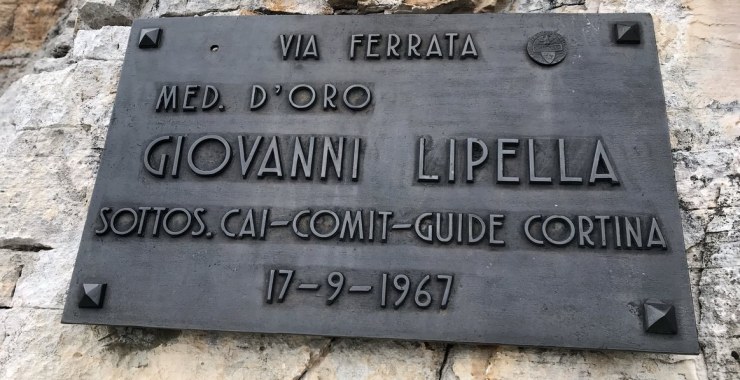 VIA FERRATA
MED. D'ORO
GIOVANNI LIPELLA
SOTTOS. CAI-COMIT-GUIDE CORTINA
17-9-1967